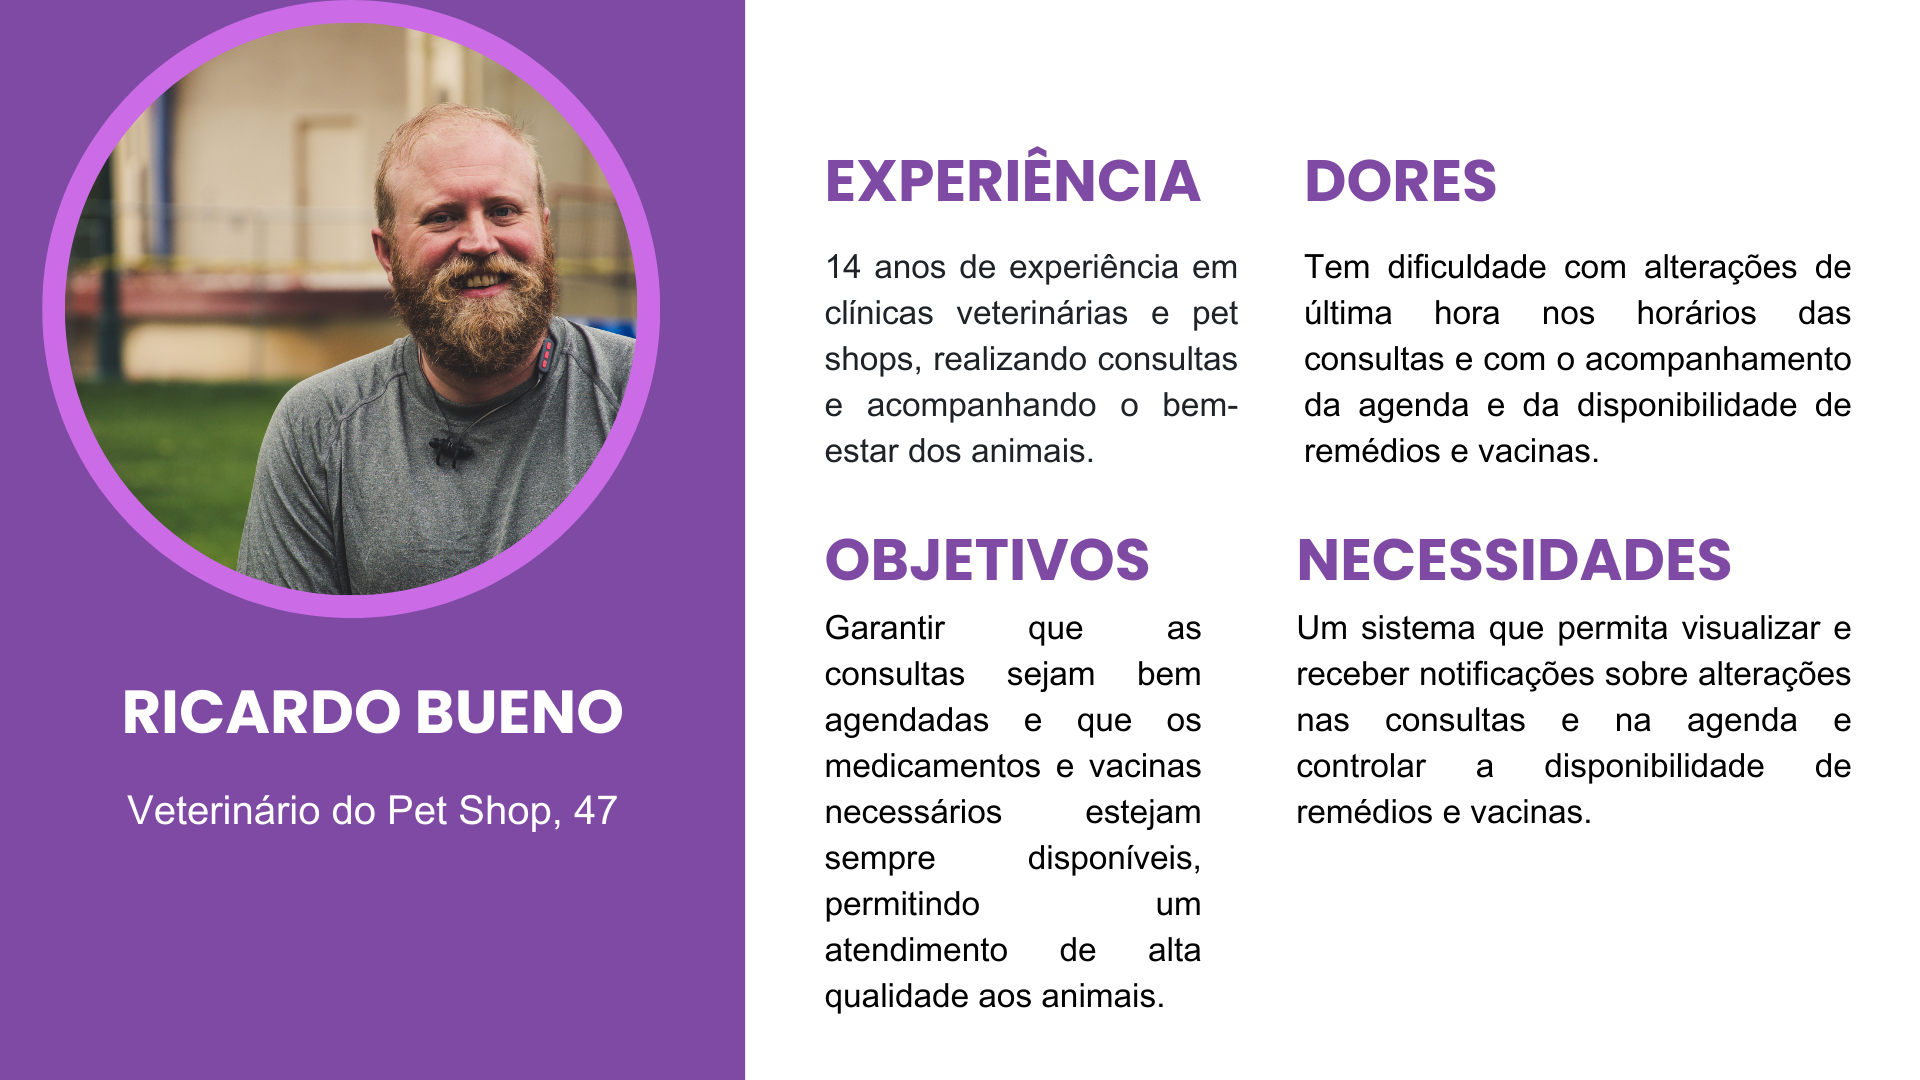 RICARDO BUENO
Veterinário do Pet Shop, 47
EXPERIÊNCIA
14 anos de experiência em
clínicas veterinárias e pet
shops, realizando consultas
e acompanhando o bem-
estar dos animais.
DORES
Tem dificuldade com alterações de
última hora nos horários das
consultas e com o acompanhamento
da agenda e da disponibilidade de
remédios e vacinas.
OBJETIVOS
Garantir que as
consultas sejam bem
agendadas e que os
medicamentos e vacinas
necessários estejam
sempre disponíveis,
permitindo um
atendimento de alta
qualidade aos animais.
NECESSIDADES
Um sistema que permita visualizar e
receber notificações sobre alterações
nas consultas e na agenda e
controlar a disponibilidade de
remédios e vacinas.